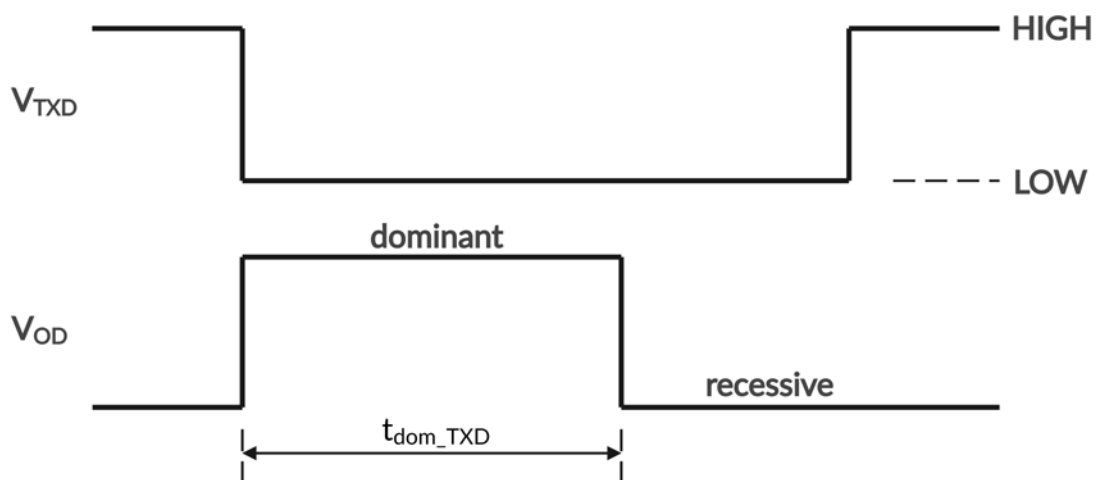 HIGH
VTXD
LOW
dominant
VOD
recessive
tdom_TXD